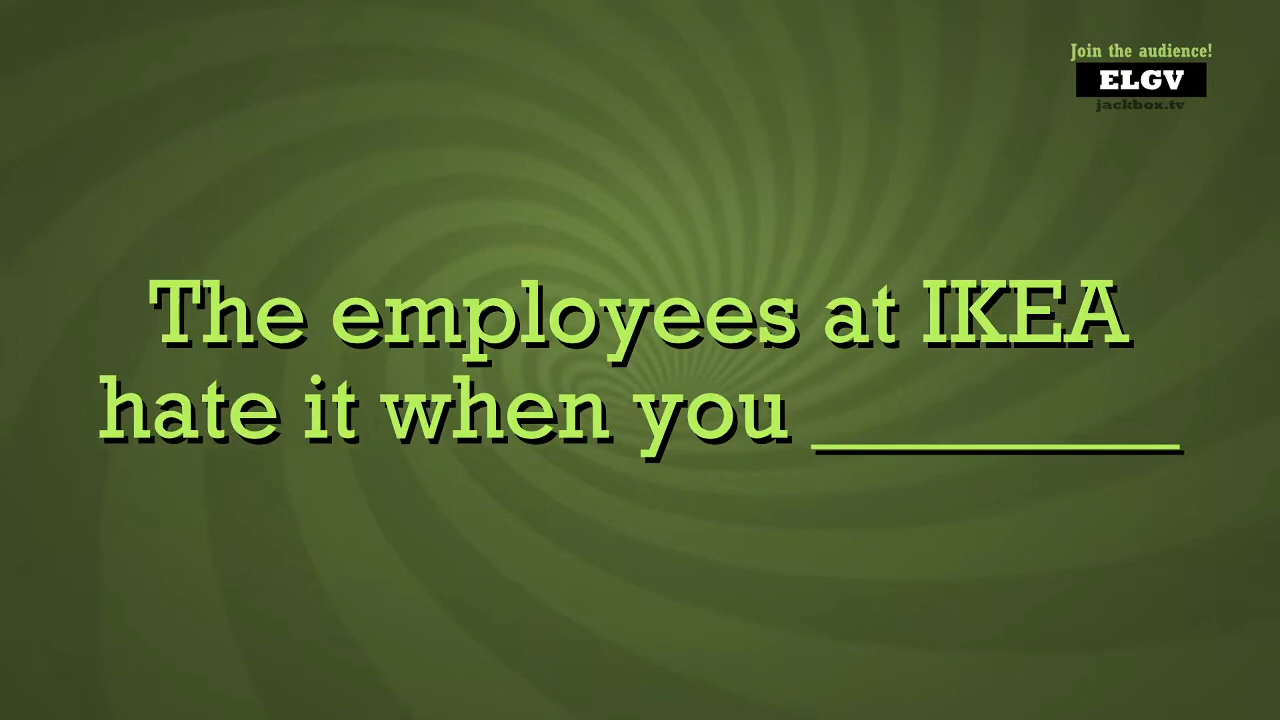 Join the audience!
ELGV
jackbox.tv
The employees at IKEA
hate it when you ________